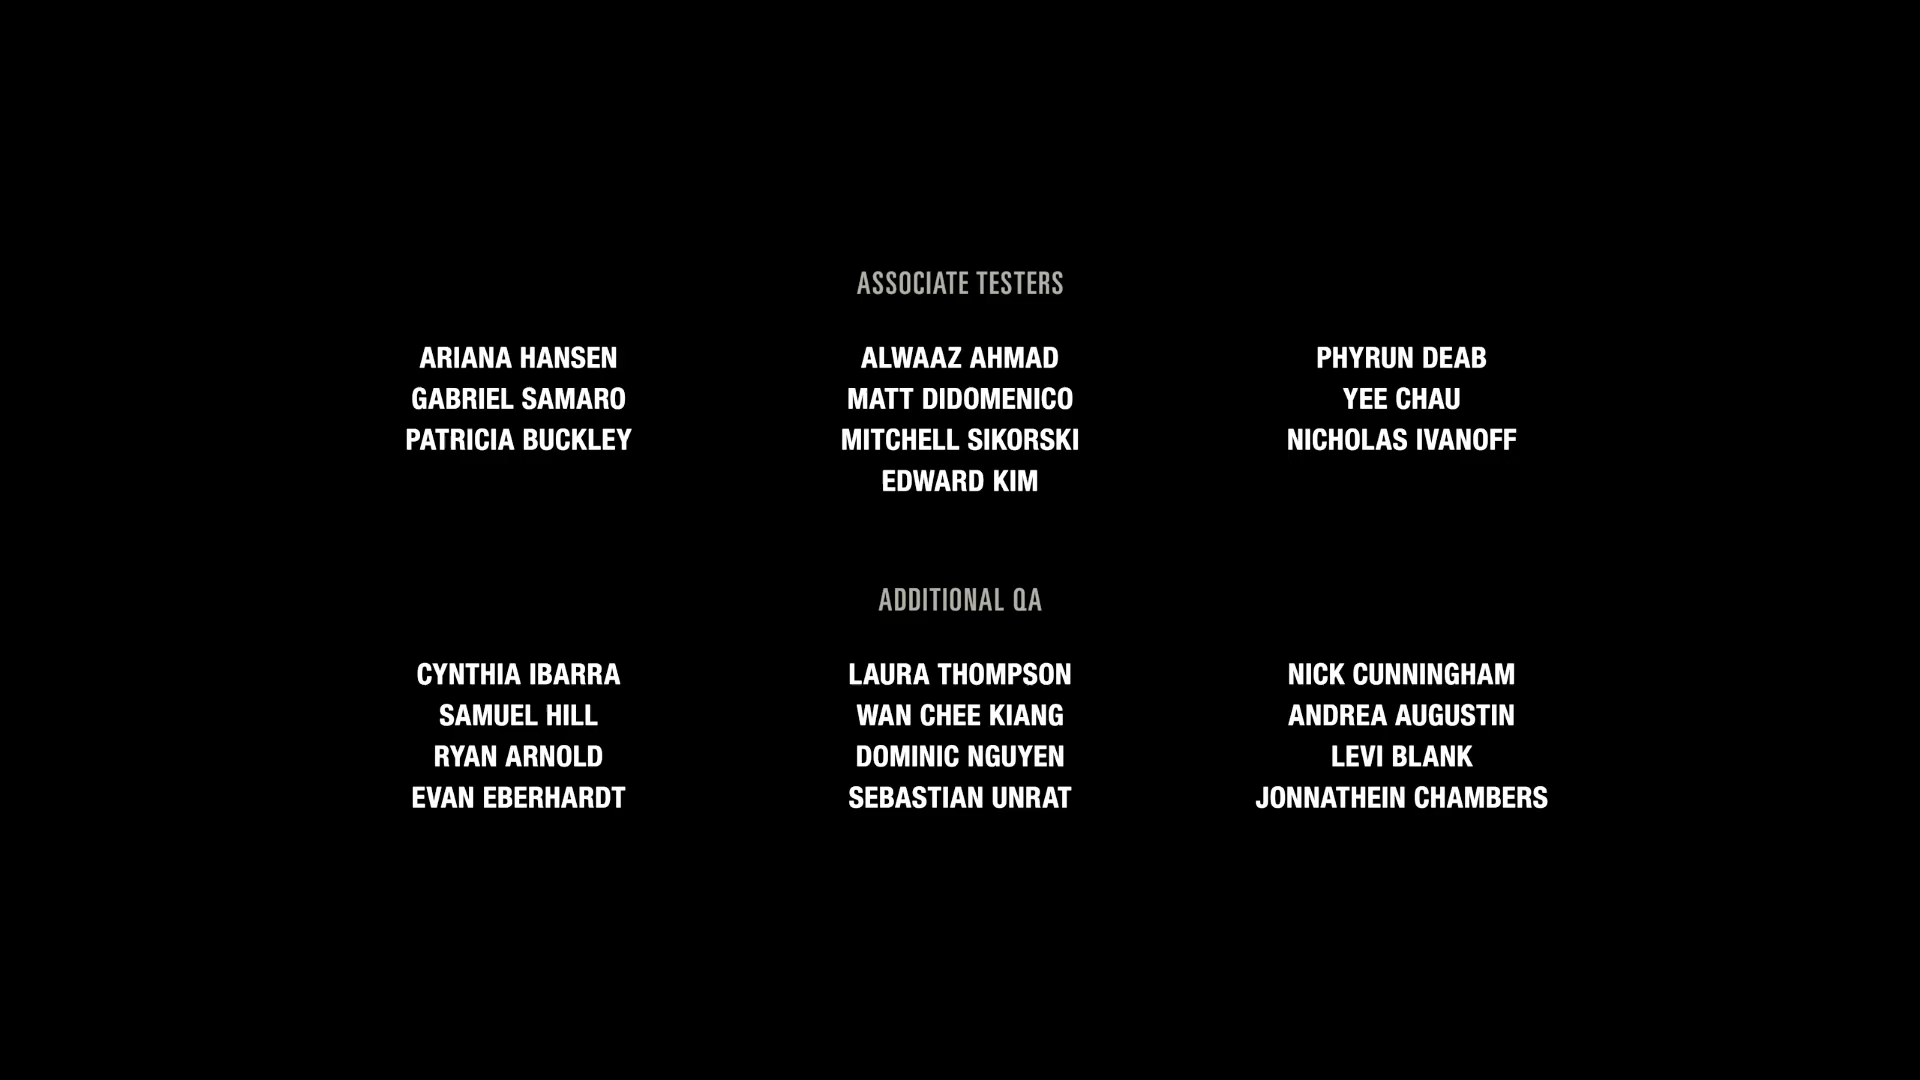 ASSOCIATE TESTERS
ARIANA HANSEN ALWAAZ AHMAD PHYRUN DEAB
GABRIEL SAMARO MATT DIDOMENICO YEE CHAU
PATRICIA BUCKLEY MITCHELL SIKORSKI NICHOLAS IVANOFF
EDWARD KIM
ADDITIONAL QA
CYNTHIA IBARRA LAURA THOMPSON NICK CUNNINGHAM
SAMUEL HILL WAN CHEE KIANG ANDREA AUGUSTIN
RYAN ARNOLD DOMINIC NGUYEN LEVI BLANK
EVAN EBERHARDT SEBASTIAN UNRAT JONNATHEIN CHAMBERS